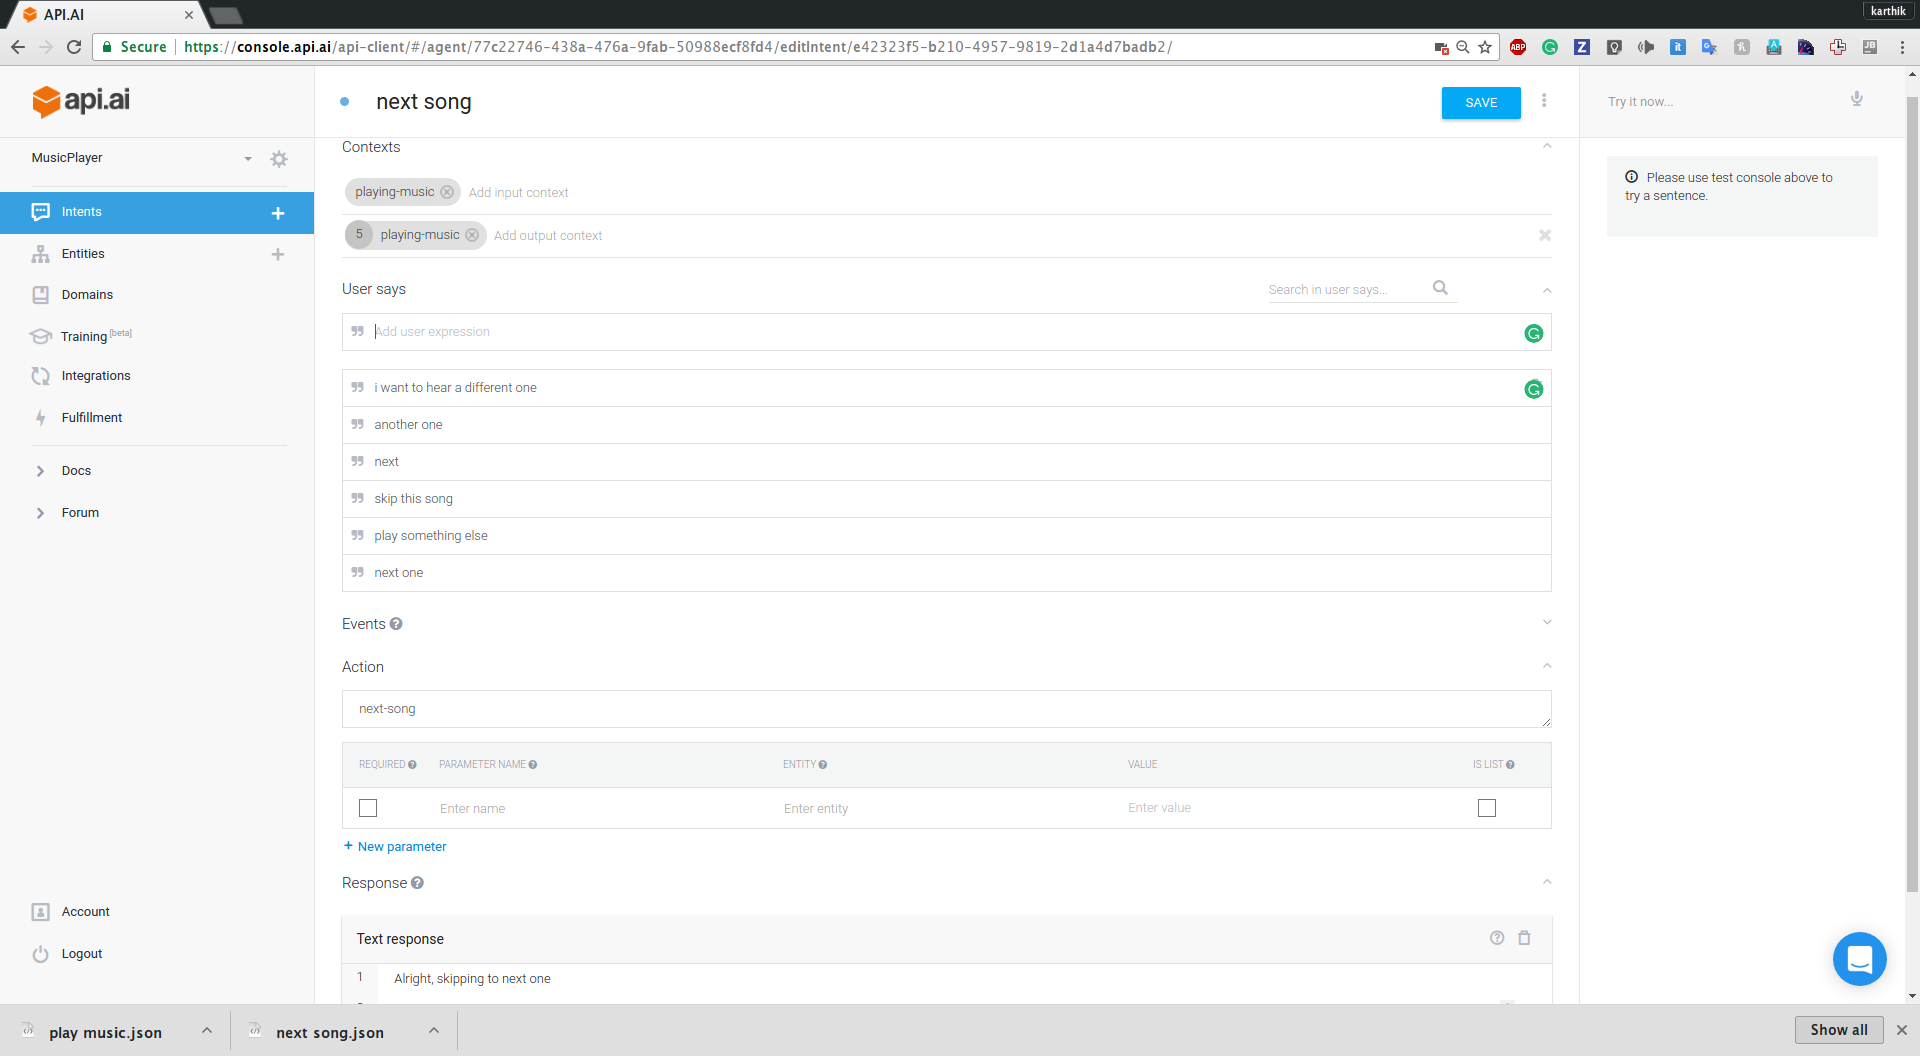 API.AI
karthik
Secure
https://console.api.ai/api-client/#/agent/77c22746-438a-476a-9fab-50988ecf8fd4/editIntent/e42323f5-b210-4957-9819-2d1a4d7badb2/
ABP
it
JB
api.ai
MusicPlayer
Intents
Entities
Domains
Training [beta]
Integrations
Fulfillment
Docs
Forum
Account
Logout
next song
SAVE
Contexts
playing-music Add input context
5 playing-music Add output context
User says
Search in user says...
Add user expression
i want to hear a different one
another one
next
skip this song
play something else
next one
Events
Action
next-song
REQUIRED PARAMETER NAME ENTITY VALUE IS LIST
Enter name Enter entity Enter value
+ New parameter
Response
Text response
1 Alright, skipping to next one
Try it now...
Please use test console above to
try a sentence.
play music.json
next song.json
Show all